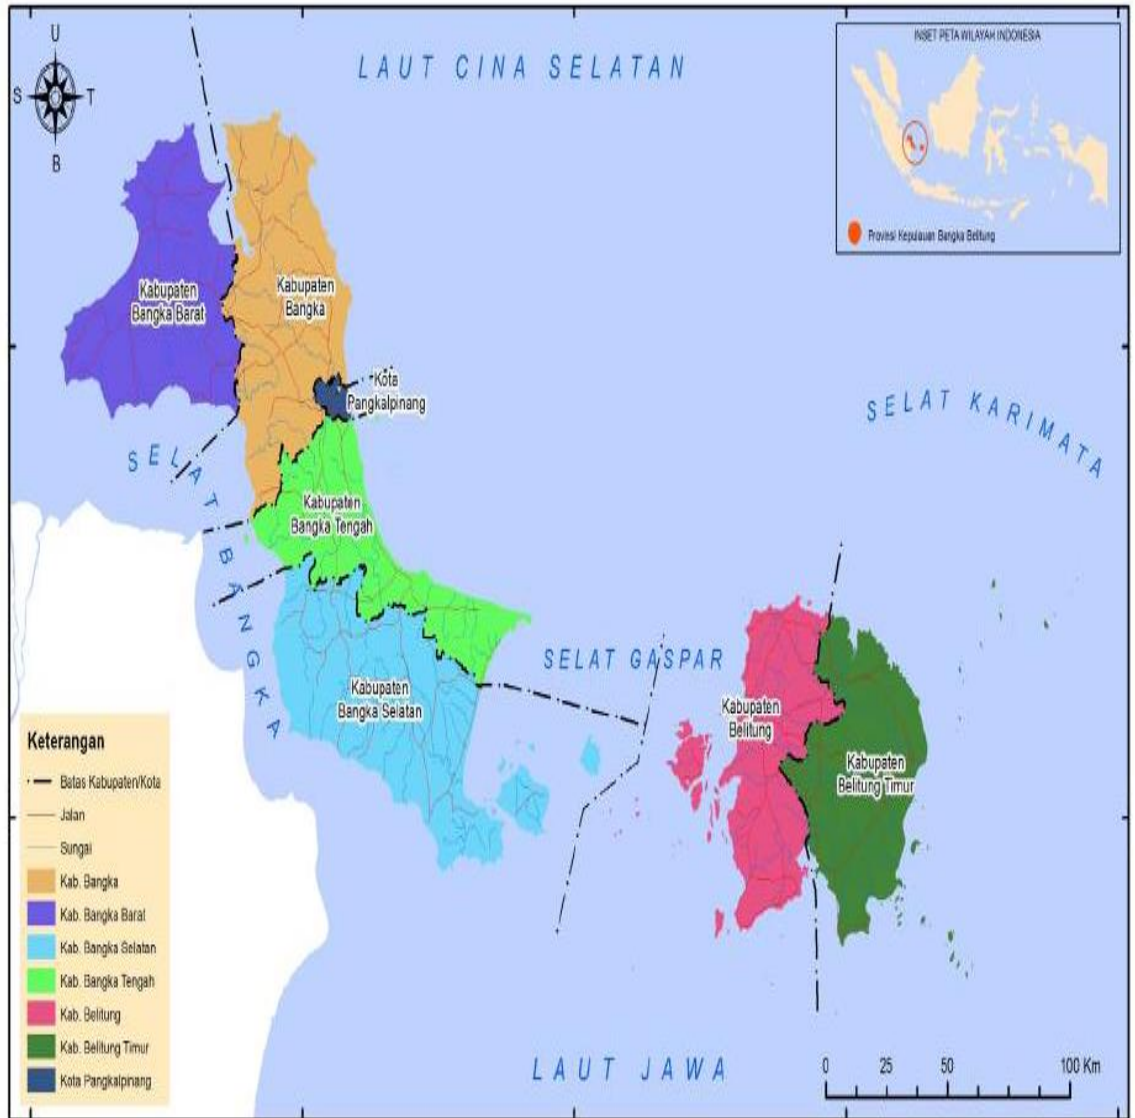 U
S T
B
LAUT CINA SELATAN
INSET PETA WILAYAH INDONESIA
Provinsi Kepulauan Bangka Belitung
Kabupaten
Bangka Barat
Kabupaten
Bangka
Kota
Pangkalpinang
SELAT KARIMATA
SELAT BANGKA
Kabupaten
Bangka Tengah
SELAT GASPAR
Kabupaten
Bangka Selatan
Kabupaten
Belitung
Kabupaten
Belitung Timur
Keterangan
Batas Kabupaten/Kota
Jalan
Sungai
Kab. Bangka
Kab. Bangka Barat
Kab. Bangka Selatan
Kab. Bangka Tengah
Kab. Belitung
Kab. Belitung Timur
Kota Pangkalpinang
LAUT JAWA
0 25 50 100 Km